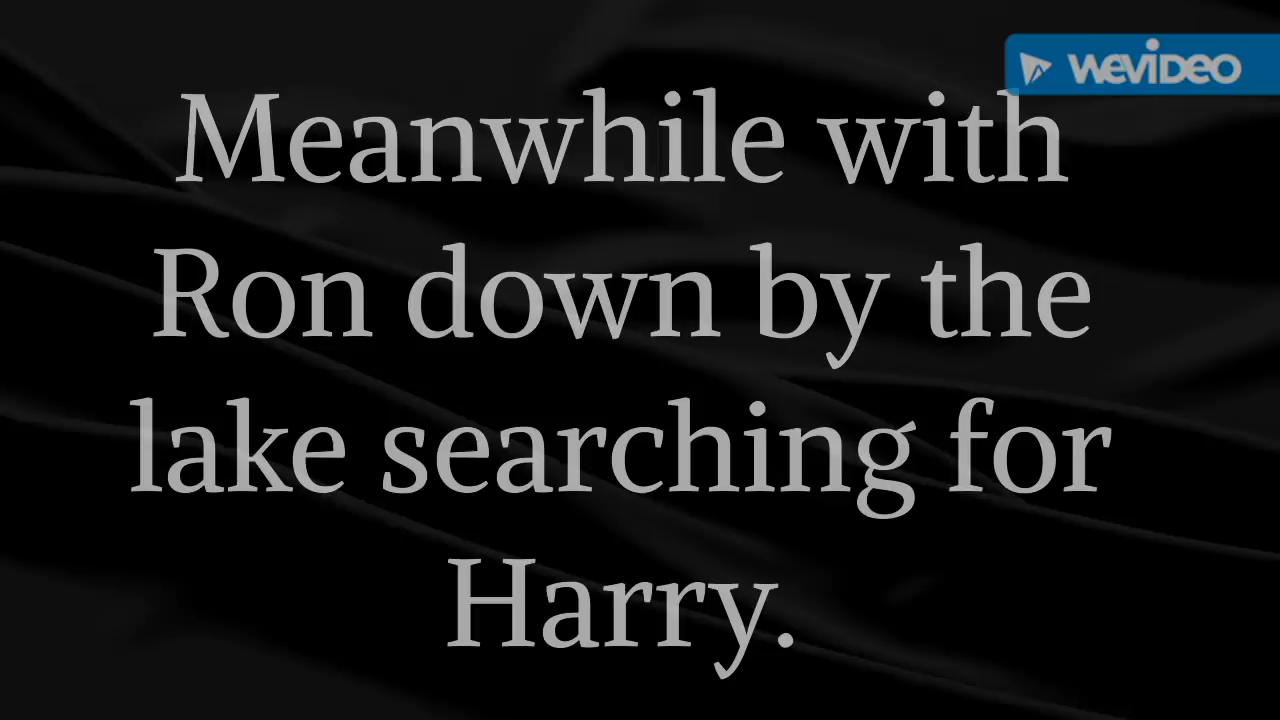 WEVIDEO
Meanwhile with
Ron down by the
lake searching for
Harry.